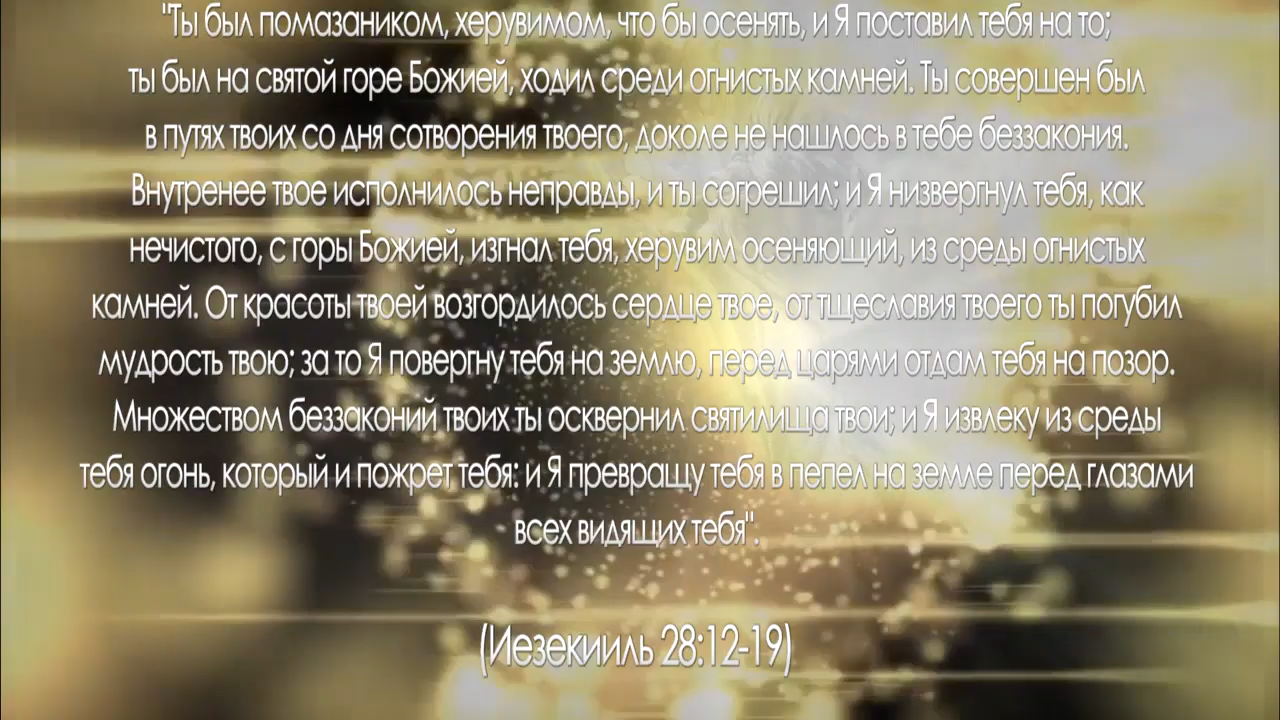 "Ты был помазаником, херувимом, что бы осенять, и Я поставил тебя на то;
ты был на святой горе Божией, ходил среди огнистых камней. Ты совершен был
в путях твоих со дня сотворения твоего, доколе не нашлось в тебе беззакония.
Внутренее твое исполнилось неправды, и ты согрешил; и Я низвергнул тебя, как
нечистого, с горы Божией, изгнал тебя, херувим осеняющий, из среды огнистых
камней. От красоты твоей возгордилось сердце твое, от тщеславия твоего ты погубил
мудрость твою; за то Я повергну тебя на землю, перед царями отдам тебя на позор.
Множеством беззаконий твоих ты осквернил святилища твои; и Я извлеку из среды
тебя огонь, который и пожрет тебя: и Я превращу тебя в пепел на земле перед глазами
всех видящих тебя".
(Иезекииль 28:12-19)